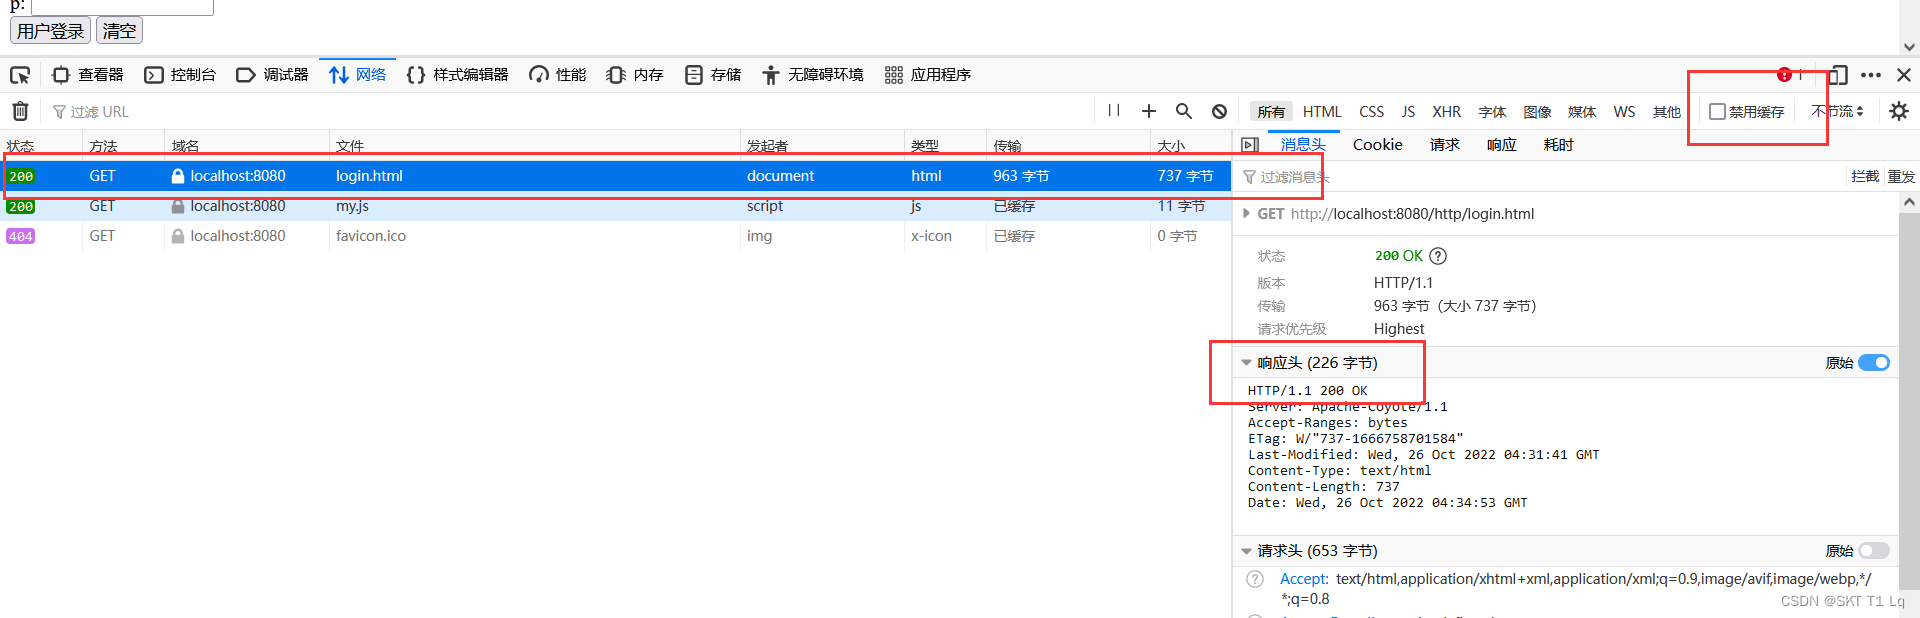 p:
用户登录 清空
查看器 控制台 调试器 网络 样式编辑器 性能 内存 存储 无障碍环境 应用程序 1
过滤 URL 所有 HTML CSS JS XHR 字体 图像 媒体 WS 其他 禁用缓存 不节流
状态 方法 域名 文件 发起者 类型 传输 大小 消息头 Cookie 请求 响应 耗时
200 GET localhost:8080 login.html document html 963 字节 737 字节 过滤消息头 拦截 重发
200 GET localhost:8080 my.js script js 已缓存 11 字节
404 GET localhost:8080 favicon.ico img x-icon 已缓存 0 字节
GET http://localhost:8080/http/login.html
状态 200 OK
版本 HTTP/1.1
传输 963 字节（大小 737 字节）
请求优先级 Highest
响应头 (226 字节) 原始
HTTP/1.1 200 OK
Server: Apache-Coyote/1.1
Accept-Ranges: bytes
ETag: W/"737-1666758701584"
Last-Modified: Wed, 26 Oct 2022 04:31:41 GMT
Content-Type: text/html
Content-Length: 737
Date: Wed, 26 Oct 2022 04:34:53 GMT
请求头 (653 字节) 原始
Accept: text/html,application/xhtml+xml,application/xml;q=0.9,image/avif,image/webp,*/
*;q=0.8
CSDN @SKT T1 Lq